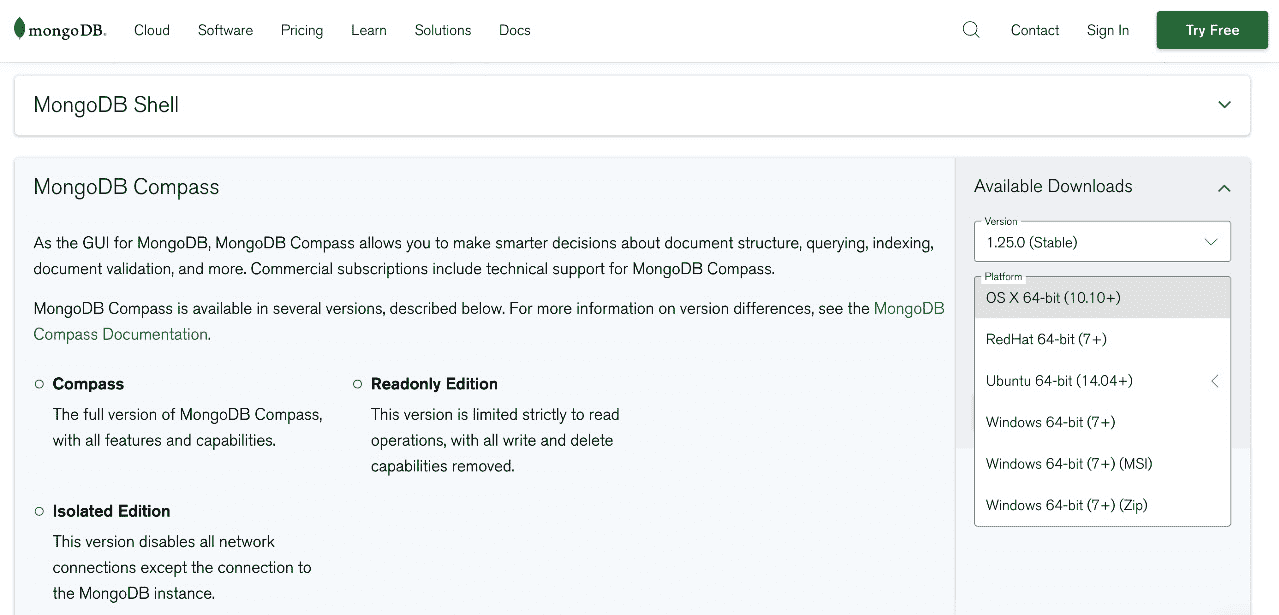 mongoDB. Cloud Software Pricing Learn Solutions Docs Contact Sign In Try Free
MongoDB Shell
MongoDB Compass
As the GUI for MongoDB, MongoDB Compass allows you to make smarter decisions about document structure, querying, indexing,
document validation, and more. Commercial subscriptions include technical support for MongoDB Compass.
MongoDB Compass is available in several versions, described below. For more information on version differences, see the MongoDB
Compass Documentation.
Compass
The full version of MongoDB Compass,
with all features and capabilities.
Readonly Edition
This version is limited strictly to read
operations, with all write and delete
capabilities removed.
Isolated Edition
This version disables all network
connections except the connection to
the MongoDB instance.
Available Downloads
Version
1.25.0 (Stable)
Platform
OS X 64-bit (10.10+)
RedHat 64-bit (7+)
Ubuntu 64-bit (14.04+)
Windows 64-bit (7+)
Windows 64-bit (7+) (MSI)
Windows 64-bit (7+) (Zip)